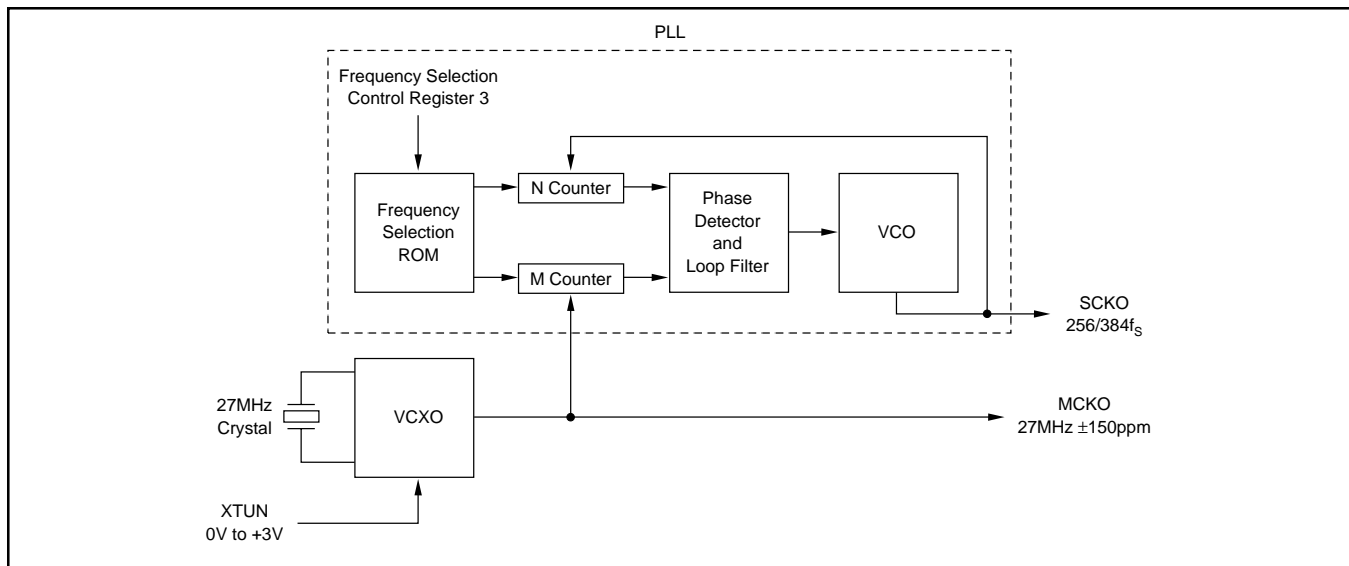 PLL
Frequency Selection
Control Register 3
Frequency
Selection
ROM
N Counter
M Counter
Phase
Detector
and
Loop Filter
VCO
SCKO
256/384fS
27MHz
Crystal
VCXO
MCKO
27MHz ±150ppm
XTUN
0V to +3V